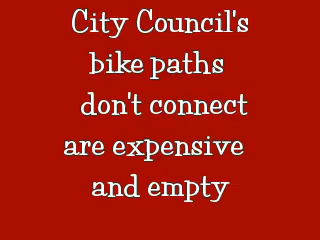 City Council's
bike paths
don't connect
are expensive
and empty